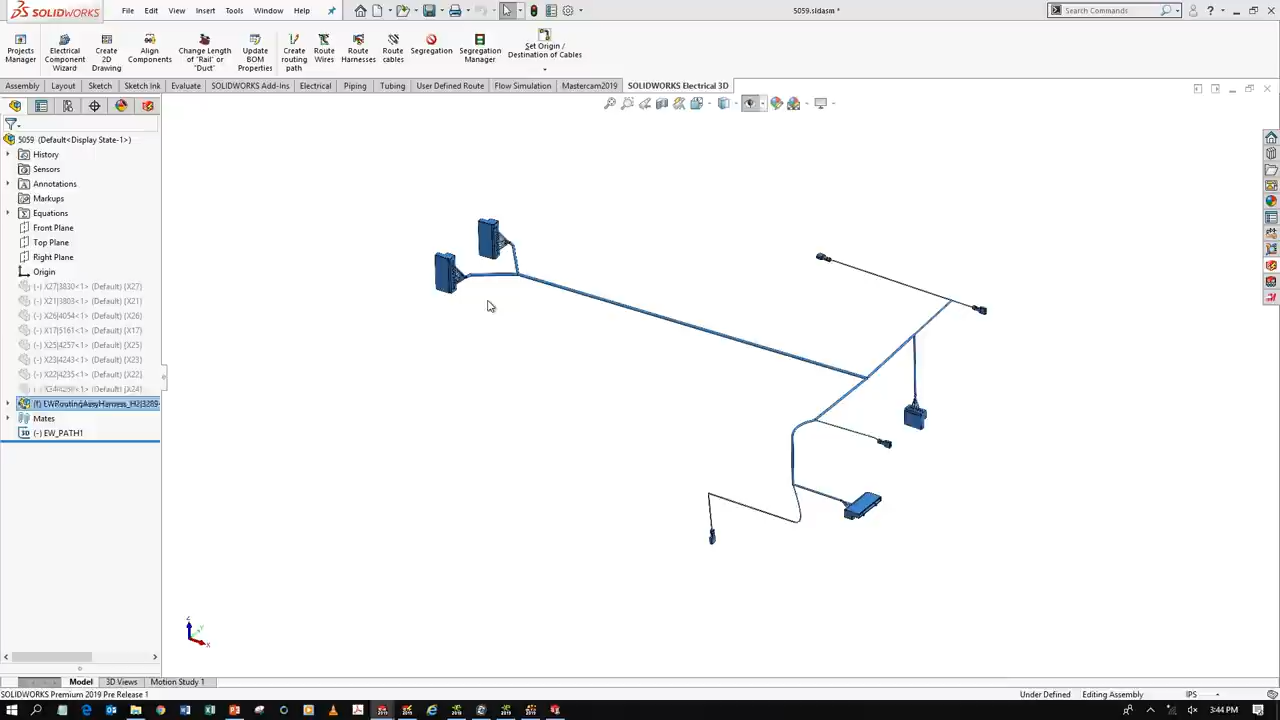 SOLIDWORKS
File Edit View Insert Tools Window Help
5059.sldasm *
Search Commands
Projects Manager
Electrical Component Wizard
Create 2D Drawing
Align Components
Change Length of "Rail" or "Duct"
Update BOM Properties
Create routing path
Route Wires
Route Harnesses
Route cables
Segregation
Segregation Manager
Set Origin / Destination of Cables
Assembly Layout Sketch Sketch Ink Evaluate SOLIDWORKS Add-Ins Electrical Piping Tubing User Defined Route Flow Simulation Mastercam2019 SOLIDWORKS Electrical 3D
5059 (Default<Display State-1>)
History
Sensors
Annotations
Markups
Equations
Front Plane
Top Plane
Right Plane
Origin
(-) X27|3830<1> (Default) {X27}
(-) X21|3803<1> (Default) {X21}
(-) X26|4054<1> (Default) {X26}
(-) X17|5161<1> (Default) {X17}
(-) X25|4257<1> (Default) {X25}
(-) X23|4243<1> (Default) {X23}
(-) X22|4235<1> (Default) {X22}
(f) EWRoutingAssyHarness_H2|3289
Mates
(-) EW_PATH1
Z
Y
X
Model 3D Views Motion Study 1
SOLIDWORKS Premium 2019 Pre Release 1
Under Defined Editing Assembly IPS
3:44 PM